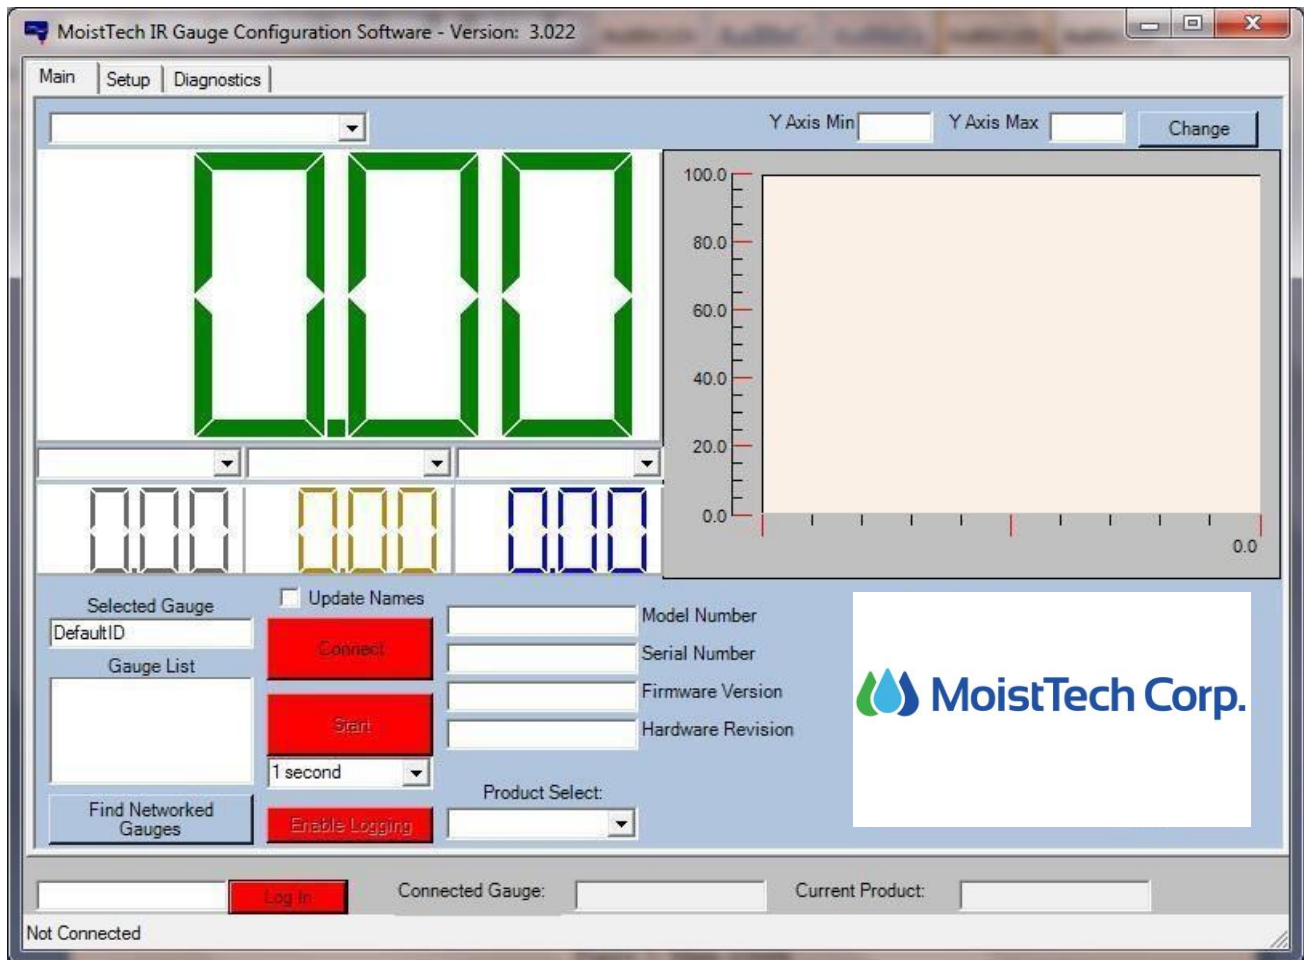 MoistTech IR Gauge Configuration Software - Version: 3.022
Main Setup Diagnostics
Y Axis Min Y Axis Max Change
0.00
100.0
80.0
60.0
40.0
20.0
0.0
0.0
0.00 0.00 0.00
Selected Gauge
DefaultID
Gauge List
Find Networked
Gauges
Update Names
Connect
Start
1 second
Enable Logging
Model Number
Serial Number
Firmware Version
Hardware Revision
Product Select:
MoistTech Corp.
Log In Connected Gauge: Current Product:
Not Connected